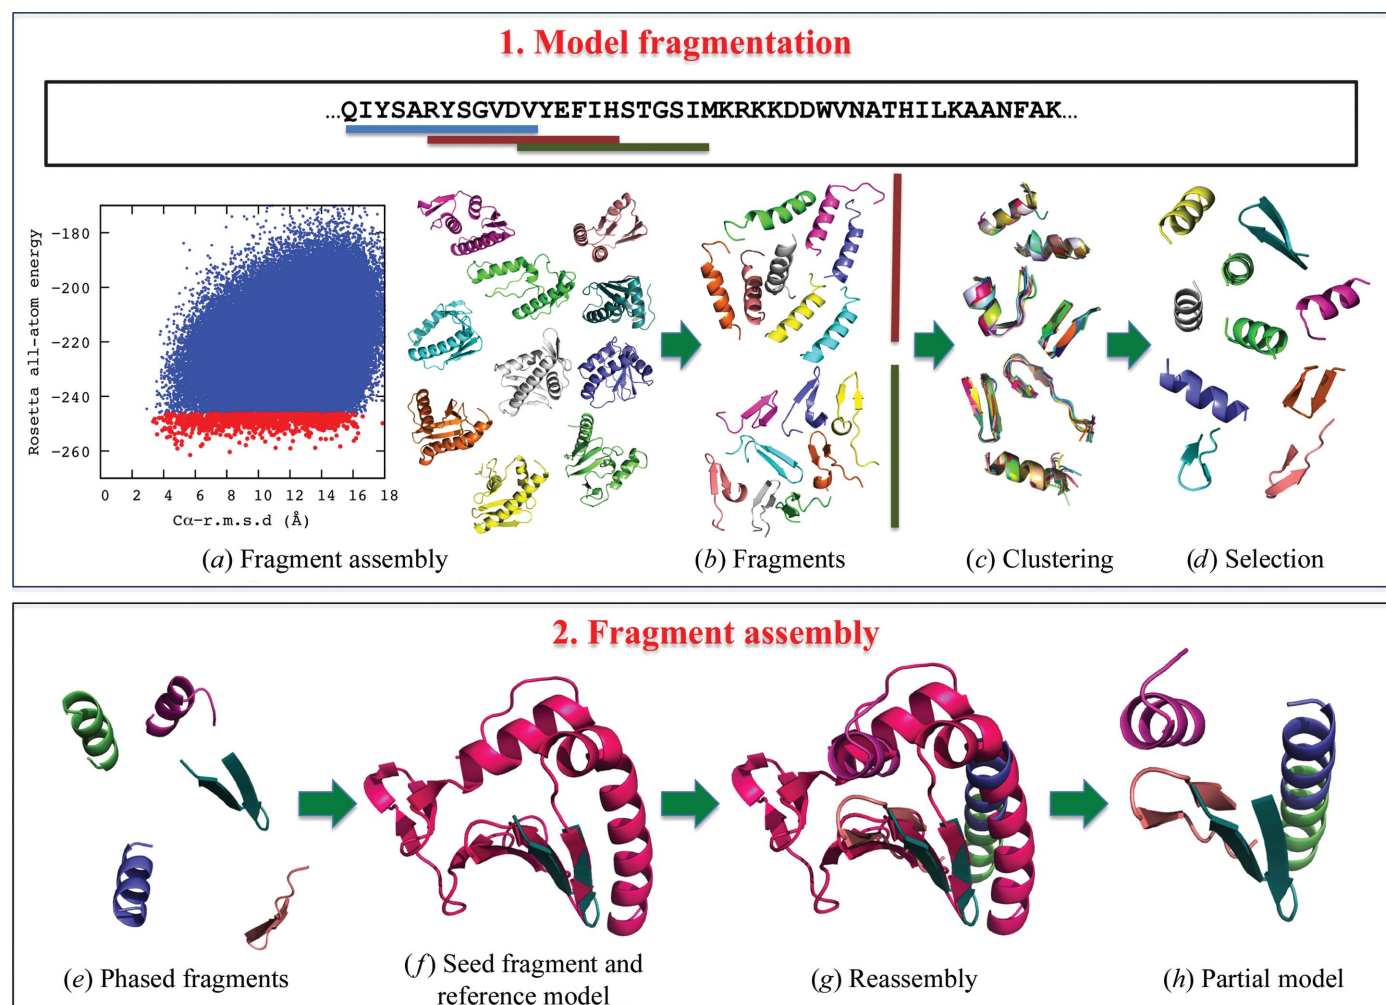 1. Model fragmentation
...QIYSARYSGVDVYEFIHSTGSIMKRKKDDWVNATHILKAANFAK...
Rosetta all-atom energy
−180
−200
−220
−240
−260
0 2 4 6 8 10 12 14 16 18
Cα-r.m.s.d (Å)
(a) Fragment assembly
(b) Fragments
(c) Clustering
(d) Selection
2. Fragment assembly
(e) Phased fragments
(f) Seed fragment and
reference model
(g) Reassembly
(h) Partial model